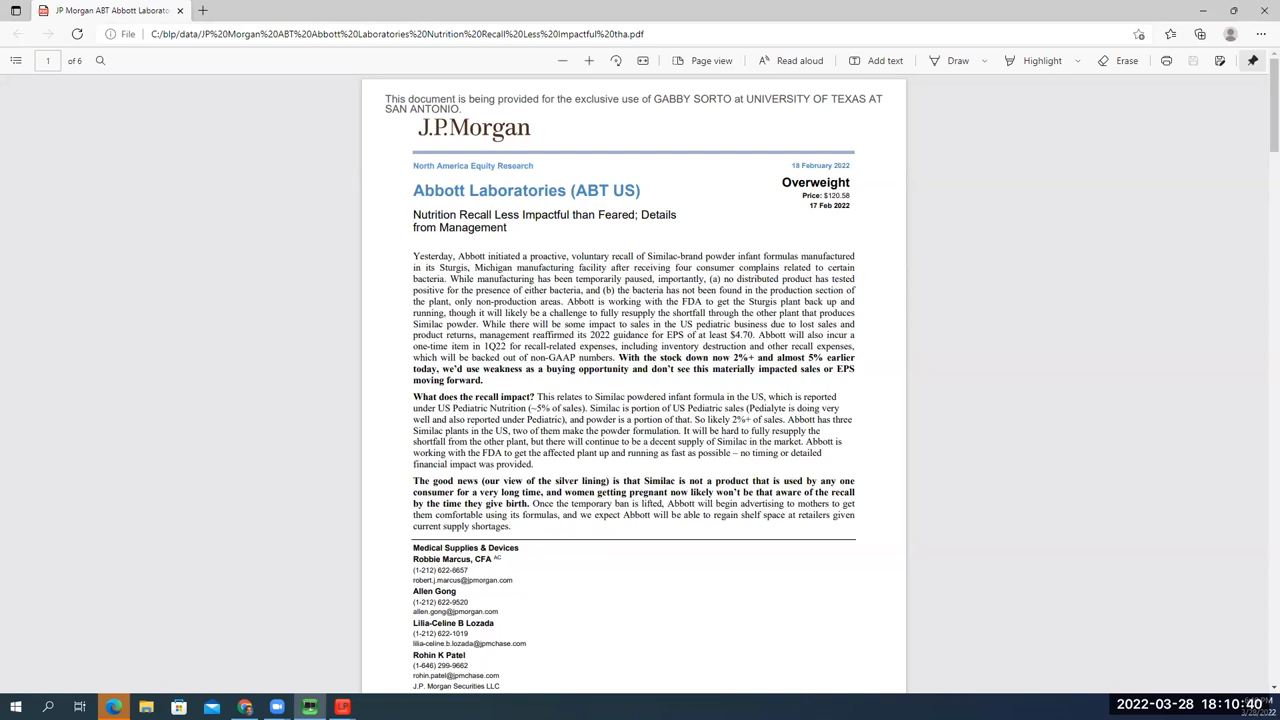 JP Morgan ABT Abbott Laborato
File
C:/blp/data/JP%20Morgan%20ABT%20Abbott%20Laboratories%20Nutrition%20Recall%20Less%20Impactful%20tha.pdf
1 of 6
Page view
Read aloud
Add text
Draw
Highlight
Erase
This document is being provided for the exclusive use of GABBY SORTO at UNIVERSITY OF TEXAS AT
SAN ANTONIO.
J.P.Morgan
North America Equity Research
18 February 2022
Abbott Laboratories (ABT US)
Overweight
Price: $120.58
17 Feb 2022
Nutrition Recall Less Impactful than Feared; Details
from Management
Yesterday, Abbott initiated a proactive, voluntary recall of Similac-brand powder infant formulas manufactured
in its Sturgis, Michigan manufacturing facility after receiving four consumer complains related to certain
bacteria. While manufacturing has been temporarily paused, importantly, (a) no distributed product has tested
positive for the presence of either bacteria, and (b) the bacteria has not been found in the production section of
the plant, only non-production areas. Abbott is working with the FDA to get the Sturgis plant back up and
running, though it will likely be a challenge to fully resupply the shortfall through the other plant that produces
Similac powder. While there will be some impact to sales in the US pediatric business due to lost sales and
product returns, management reaffirmed its 2022 guidance for EPS of at least $4.70. Abbott will also incur a
one-time item in 1Q22 for recall-related expenses, including inventory destruction and other recall expenses,
which will be backed out of non-GAAP numbers. With the stock down now 2%+ and almost 5% earlier
today, we'd use weakness as a buying opportunity and don't see this materially impacted sales or EPS
moving forward.
What does the recall impact? This relates to Similac powdered infant formula in the US, which is reported
under US Pediatric Nutrition (~5% of sales). Similac is portion of US Pediatric sales (Pedialyte is doing very
well and also reported under Pediatric), and powder is a portion of that. So likely 2%+ of sales. Abbott has three
Similac plants in the US, two of them make the powder formulation. It will be hard to fully resupply the
shortfall from the other plant, but there will continue to be a decent supply of Similac in the market. Abbott is
working with the FDA to get the affected plant up and running as fast as possible – no timing or detailed
financial impact was provided.
The good news (our view of the silver lining) is that Similac is not a product that is used by any one
consumer for a very long time, and women getting pregnant now likely won't be that aware of the recall
by the time they give birth. Once the temporary ban is lifted, Abbott will begin advertising to mothers to get
them comfortable using its formulas, and we expect Abbott will be able to regain shelf space at retailers given
current supply shortages.
Medical Supplies & Devices
Robbie Marcus, CFA AC
(1-212) 622-6657
robert.j.marcus@jpmorgan.com
Allen Gong
(1-212) 622-9520
allen.gong@jpmorgan.com
Lilia-Celine B Lozada
(1-212) 622-1019
lilia-celine.b.lozada@jpmchase.com
Rohin K Patel
(1-646) 299-9662
rohin.patel@jpmchase.com
J.P. Morgan Securities LLC
LP
2022-03-28 18:10:40